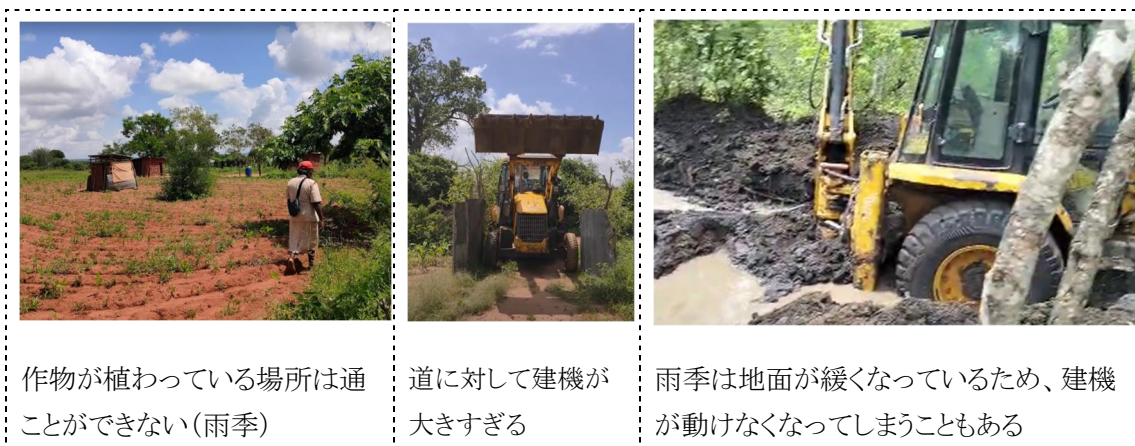 作物が植わっている場所は通
ことができない（雨季）
道に対して建機が
大きすぎる
雨季は地面が緩くなっているため、建機
が動けなくなってしまうこともある